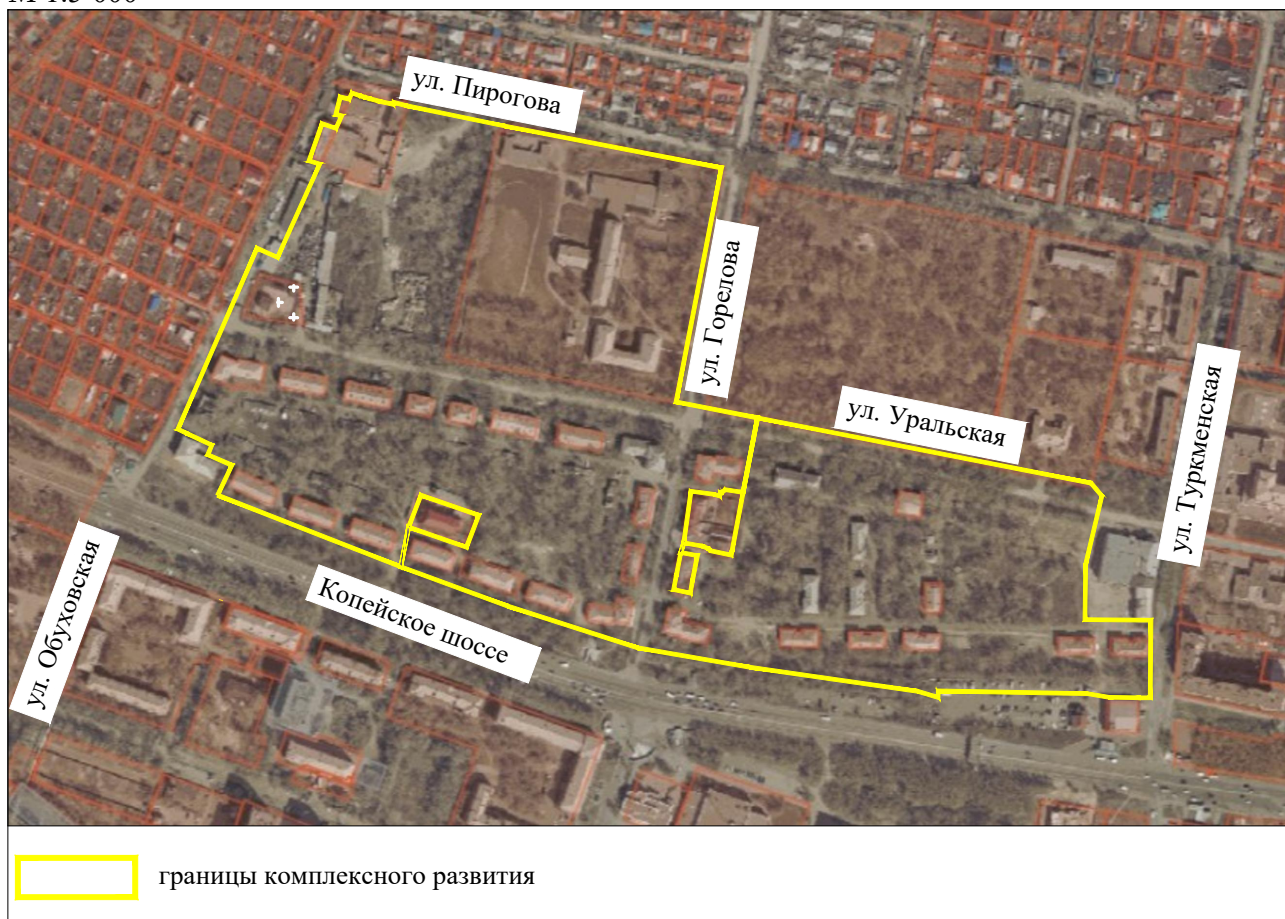 ул. Пирогова
ул. Горелова
ул. Уральская
ул. Туркменская
ул. Обуховская
Копейское шоссе
границы комплексного развития